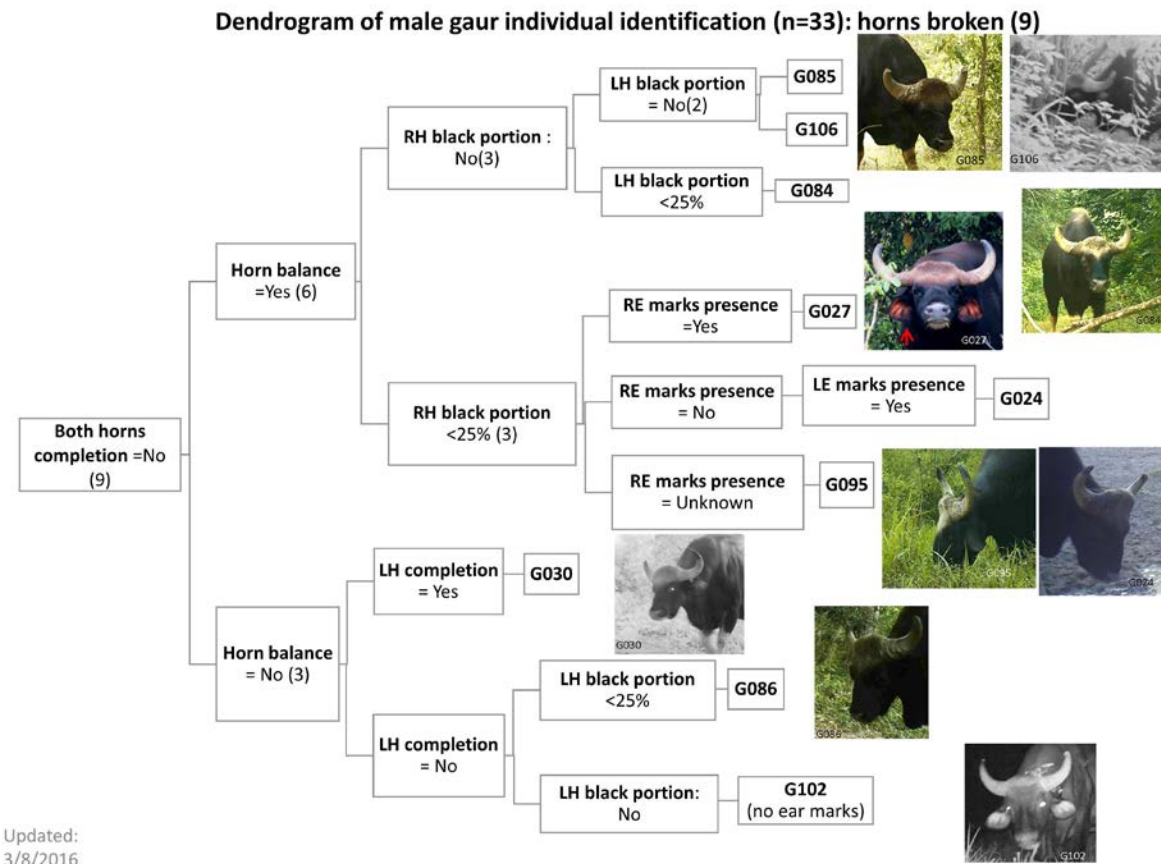 Dendrogram of male gaur individual identification (n=33): horns broken (9)
LH black portion
= No(2)
G085
G106
RH black portion :
No(3)
LH black portion
<25%
G084
Horn balance
=Yes (6)
RE marks presence
=Yes
G027
RH black portion
<25% (3)
RE marks presence
= No
LE marks presence
= Yes
G024
RE marks presence
= Unknown
G095
Both horns
completion =No
(9)
LH completion
= Yes
G030
Horn balance
= No (3)
LH black portion
<25%
G086
LH completion
= No
LH black portion:
No
G102
(no ear marks)
G085
G106
G027
G084
G095
G024
G030
G086
G102
Updated:
3/8/2016